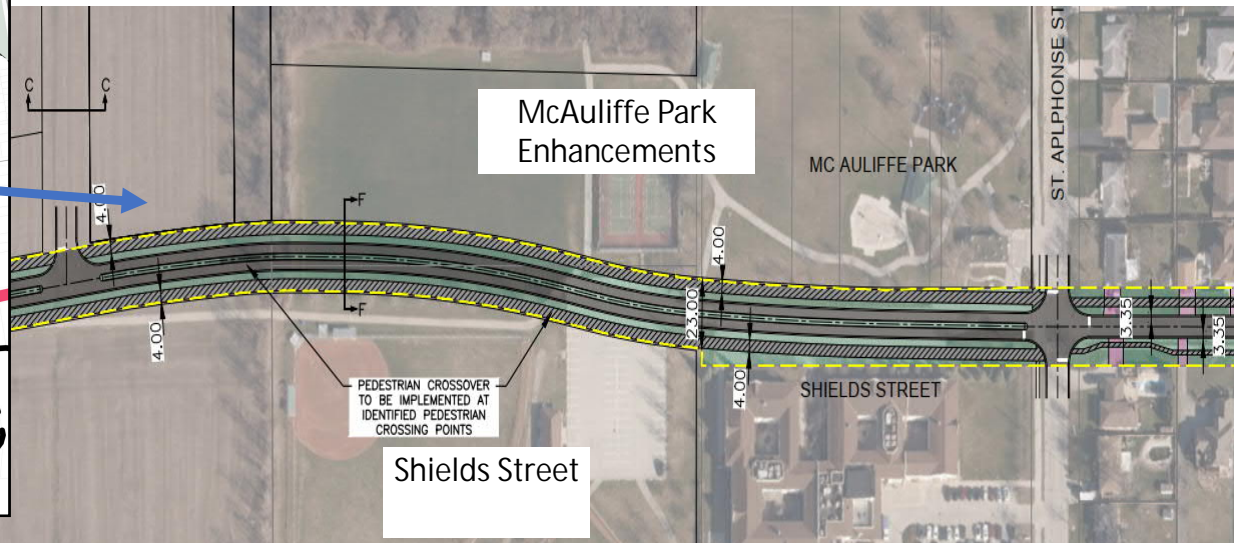 C C
McAuliffe Park
Enhancements
MC AULIFFE PARK
ST. APLPHONSE ST
4.00
F
4.00
23.00
3.35
3.35
F
4.00
4.00
PEDESTRIAN CROSSOVER
TO BE IMPLEMENTED AT
IDENTIFIED PEDESTRIAN
CROSSING POINTS
SHIELDS STREET
Shields Street